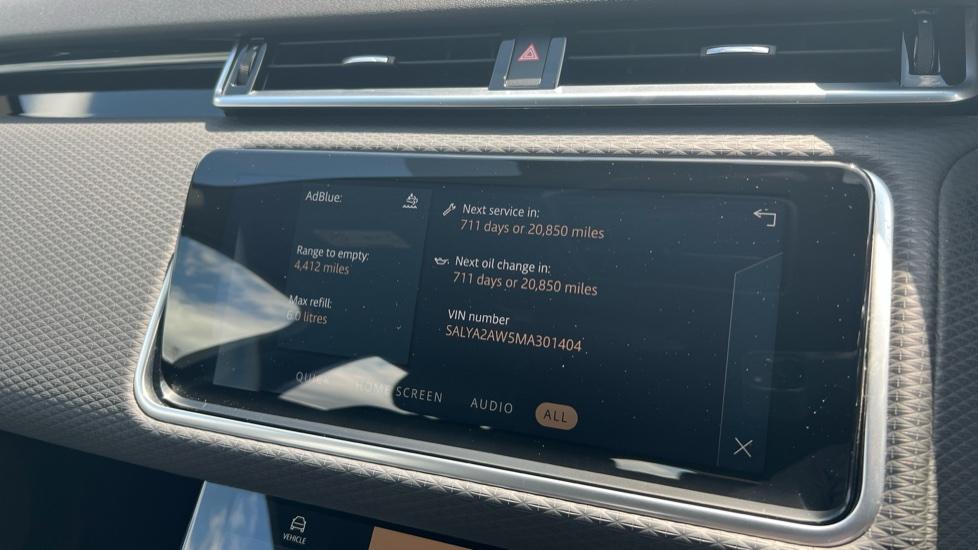 AdBlue:
Range to empty:
4,412 miles
Max refill:
6.0 litres
Next service in:
711 days or 20,850 miles
Next oil change in:
711 days or 20,850 miles
VIN number
SALYA2AW5MA301404
HOME SCREEN
AUDIO
ALL
VEHICLE